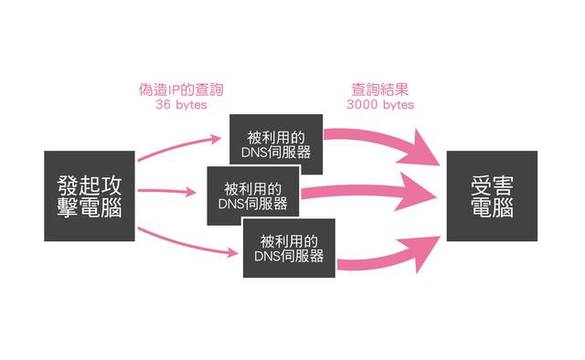 偽造IP的查詢
36 bytes
查詢結果
3000 bytes
發起攻
擊電腦
被利用的
DNS伺服器
被利用的
DNS伺服器
被利用的
DNS伺服器
受害
電腦